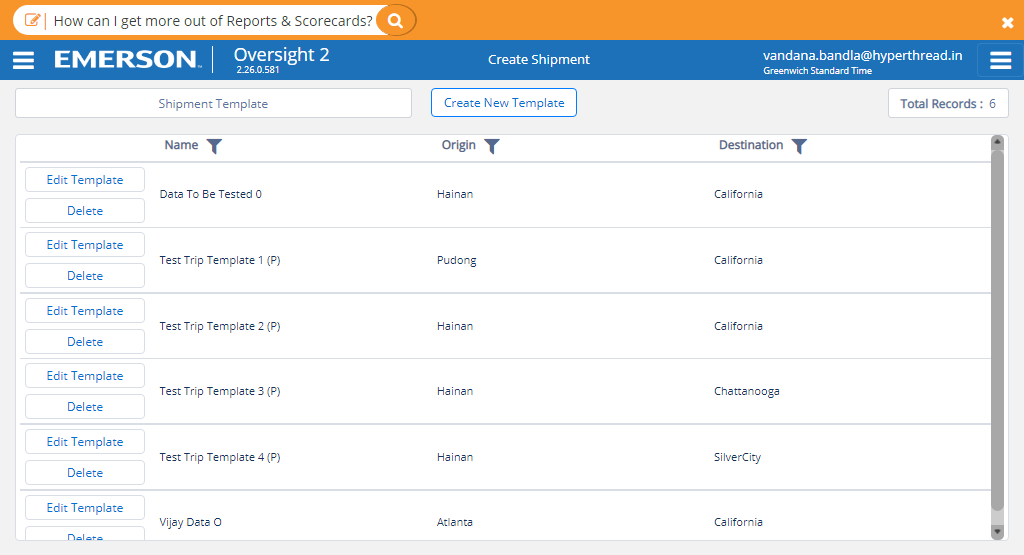 How can I get more out of Reports & Scorecards?
EMERSON™ Oversight 2 Create Shipment vandana.bandla@hyperthread.in
2.26.0.581 Greenwich Standard Time
Shipment Template Create New Template Total Records : 6
Name Origin Destination
Edit Template
Data To Be Tested 0 Hainan California
Delete
Edit Template
Test Trip Template 1 (P) Pudong California
Delete
Edit Template
Test Trip Template 2 (P) Hainan California
Delete
Edit Template
Test Trip Template 3 (P) Hainan Chattanooga
Delete
Edit Template
Test Trip Template 4 (P) Hainan SilverCity
Delete
Edit Template
Vijay Data O Atlanta California
Delete